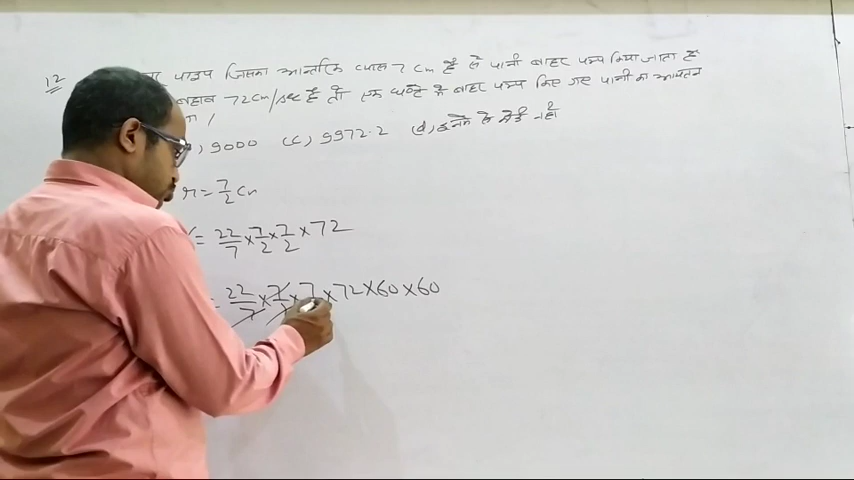 12 पाइप जिसका आन्तरिक व्यास 7 cm है से पानी बाहर पम्प किया जाता है
बहाव 72 cm/sec है तो एक घण्टे में बाहर पम्प किए गए पानी का आयतन
) 9000 (c) 9972.2 (d) इनमे से कोई नहीं
r = 7/2 cm
= 22/7 × 7/2 × 7/2 × 72
= 22/7 × 7/2 × 7 × 72 × 60 × 60